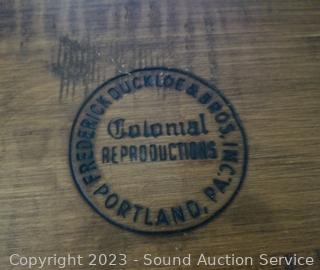 FREDERICK DUCKLOE & BROS. INC.
Colonial
REPRODUCTIONS
PORTLAND, PA.
Copyright 2023 - Sound Auction Service